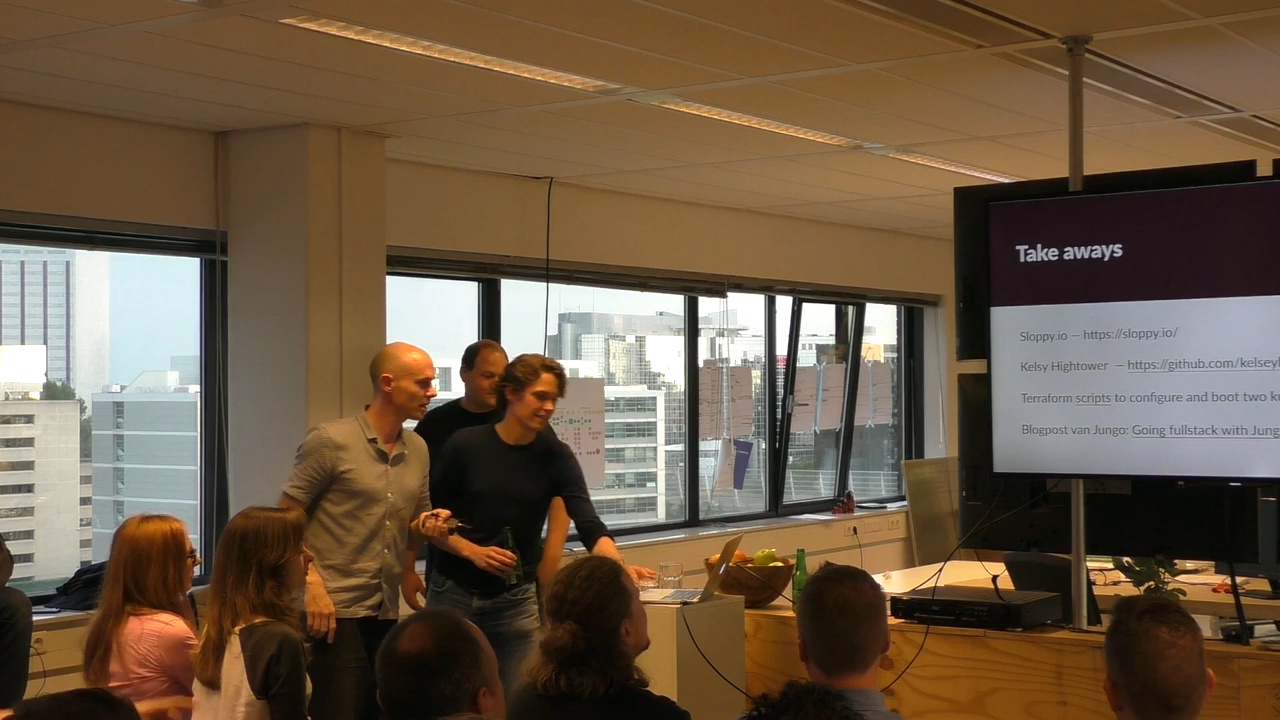 Take aways
Sloppy.io — https://sloppy.io/
Kelsy Hightower — https://github.com/kelseyh
Terraform scripts to configure and boot two ku
Blogpost van Jungo: Going fullstack with Jung